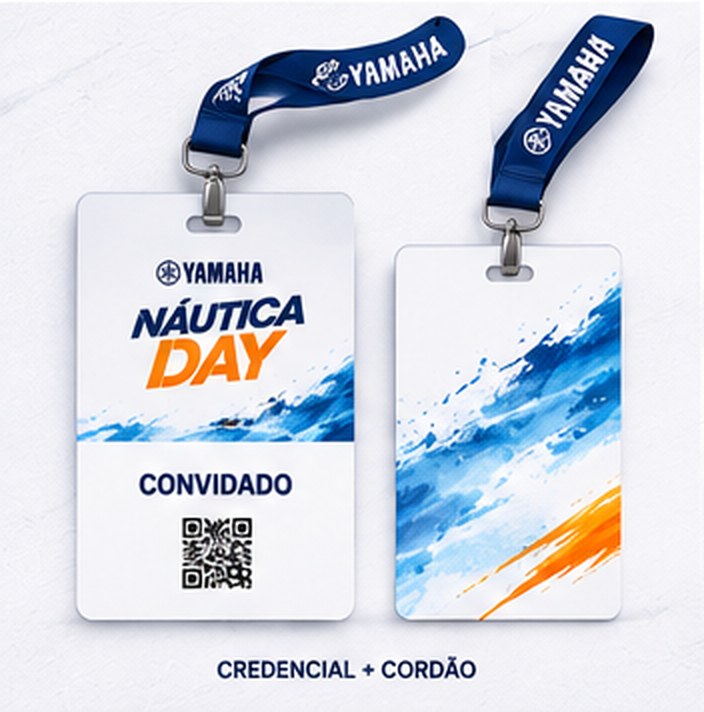 YAMAHA
YAMAHA
YAMAHA
NÁUTICA
DAY
CONVIDADO
CREDENCIAL + CORDÃO